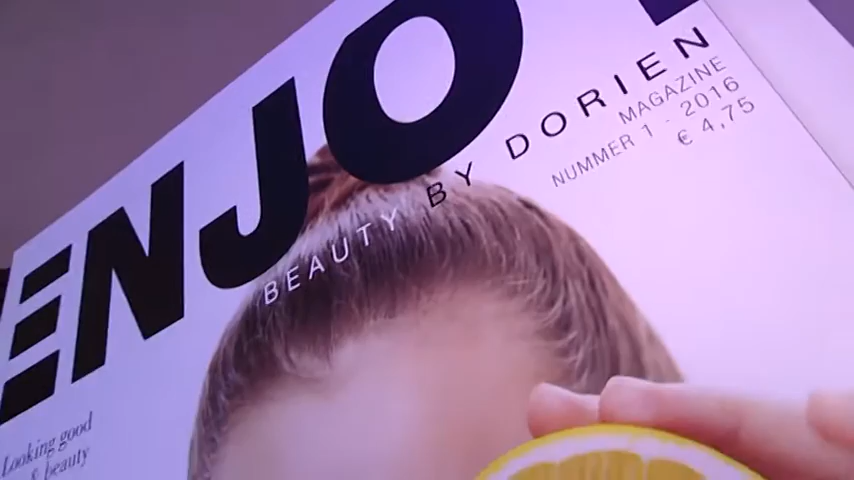 ENJO
BEAUTY BY DORIEN
MAGAZINE
NUMMER 1 - 2016
€ 4,75
Looking good
& beauty